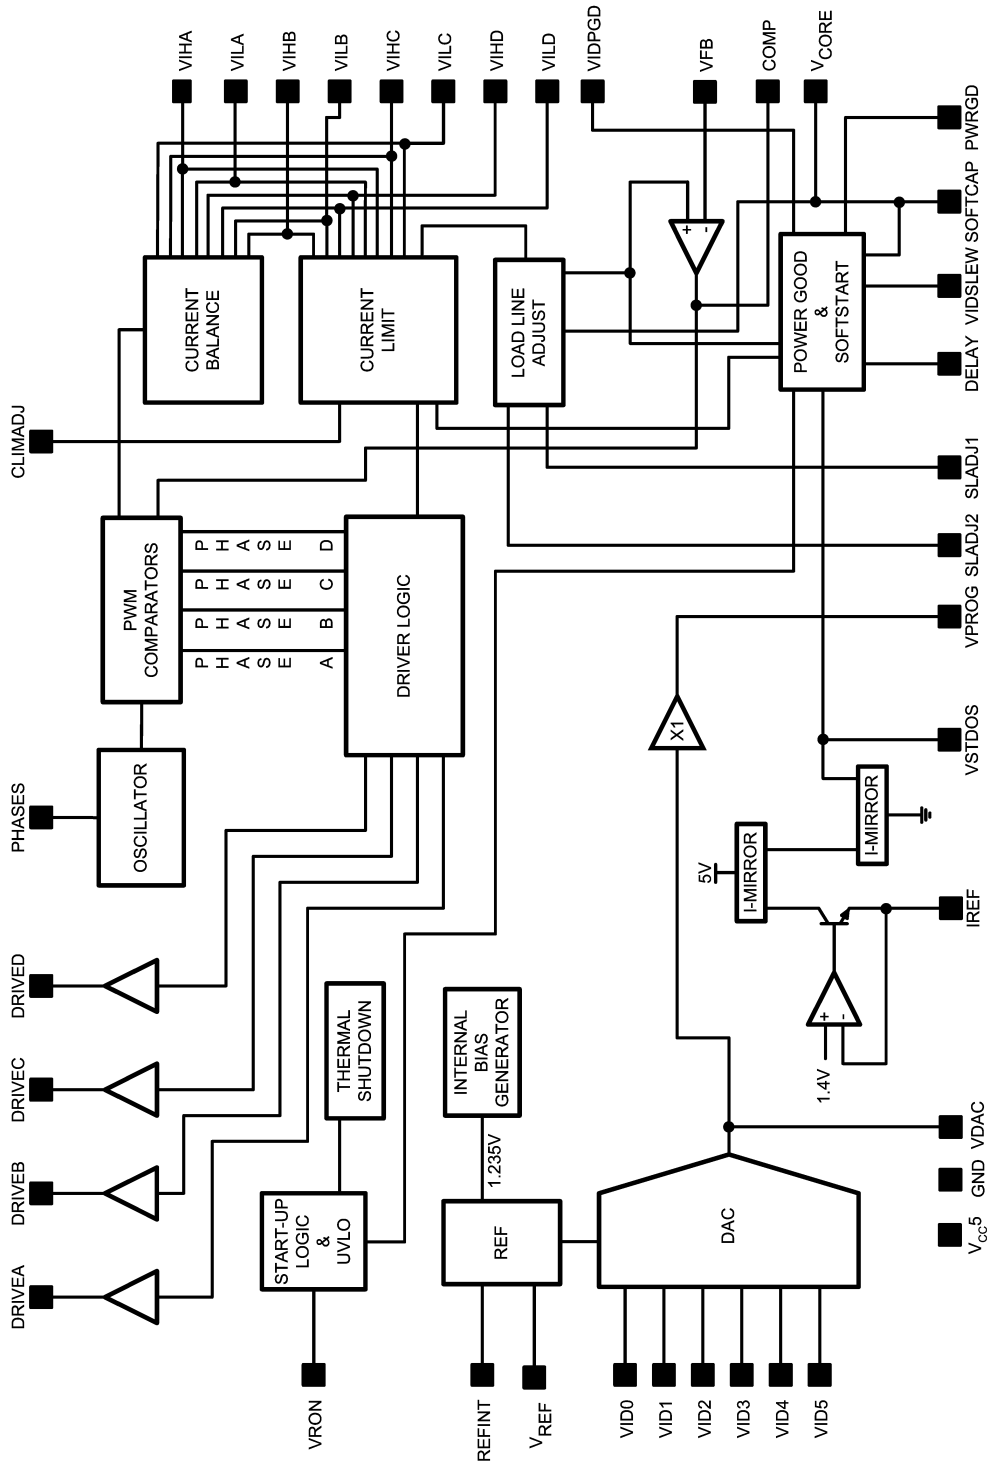 DRIVEA
DRIVEB
DRIVEC
DRIVED
PHASES
CLIMADJ
OSCILLATOR
PWM
COMPARATORS
CURRENT
BALANCE
VIHA
VILA
VIHB
VILB
VIHC
VILC
VIHD
VILD
VIDPGD
VFB
COMP
VCORE
PHASE A
PHASE B
PHASE C
PHASE D
VRON
START-UP
LOGIC
&
UVLO
THERMAL
SHUTDOWN
DRIVER LOGIC
CURRENT
LIMIT
REFINT
VREF
REF
1.235V
INTERNAL
BIAS
GENERATOR
LOAD LINE
ADJUST
+
-
X1
VID0
VID1
VID2
VID3
VID4
VID5
DAC
5V
I-MIRROR
I-MIRROR
1.4V
+
-
POWER GOOD
&
SOFTSTART
VCC5
GND
VDAC
IREF
VSTDOS
VPROG
SLADJ2
SLADJ1
DELAY
VIDSLEW
SOFTCAP
PWRGD